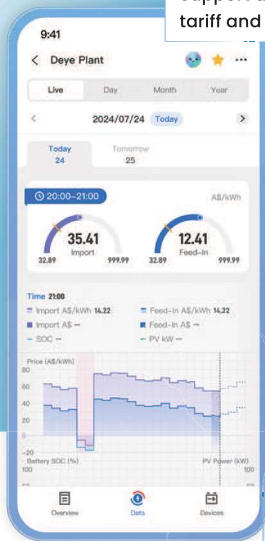 tariff and
9:41
Deye Plant
Live Day Month Year
2024/07/24 Today
Today Tomorrow
24 25
20:00-21:00 A$/kWh
35.41 12.41
Import Feed-In
32.89 999.99 32.89 999.99
Time 21:00
Import A$/kWh 14.22 Feed-In A$/kWh 14.22
Import A$ -- Feed-In A$ --
SOC -- PV kW --
Price (A$/kWh)
80
60
40
20
0
-20
Battery SOC (%) PV Power (kW)
100 100
Overview Data Devices